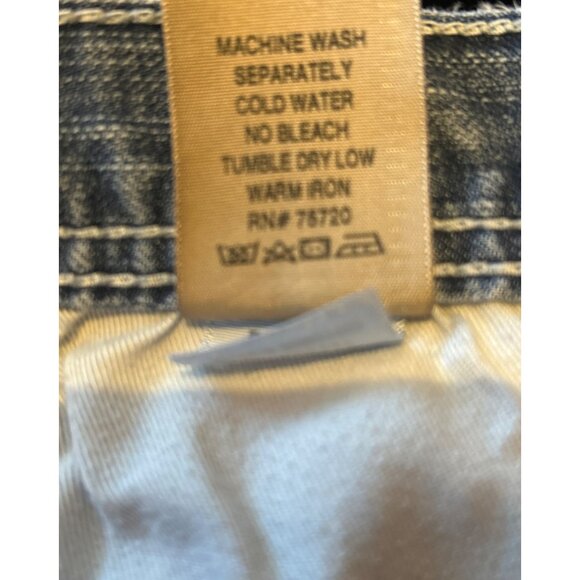 MACHINE WASH
SEPARATELY
COLD WATER
NO BLEACH
TUMBLE DRY LOW
WARM IRON
RN# 75720